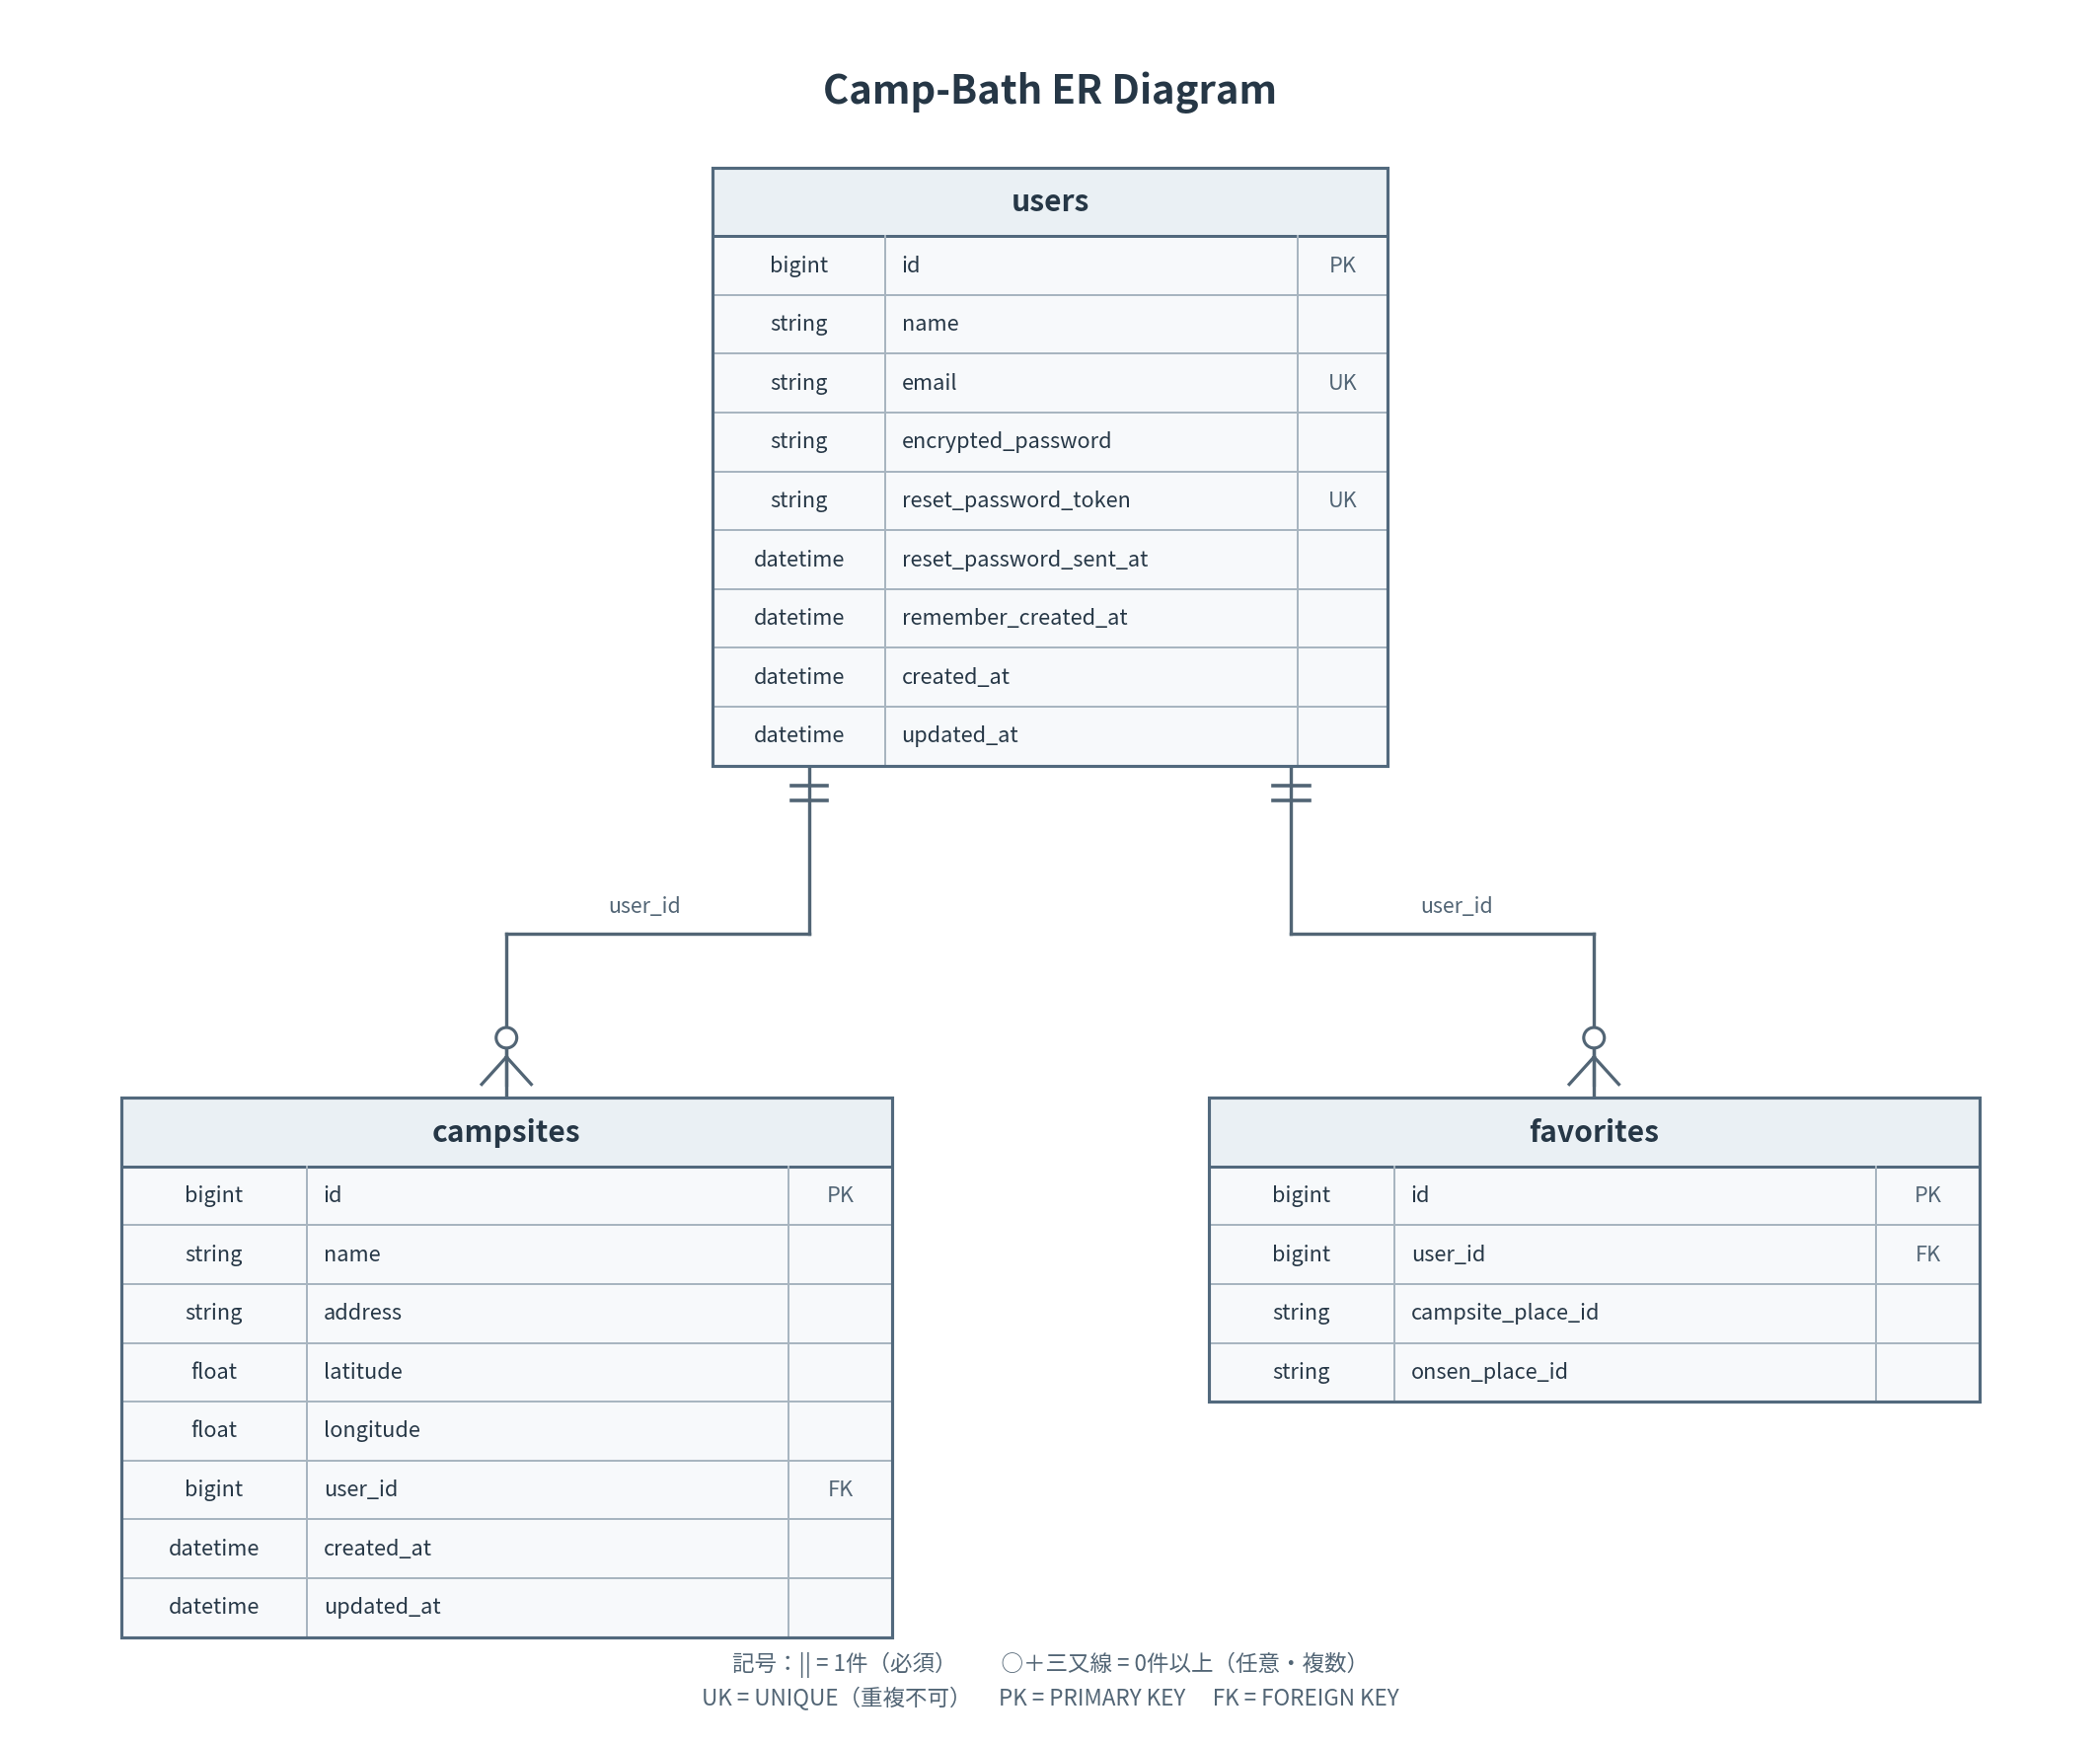 Camp-Bath ER Diagram
users
bigint id PK
string name
string email UK
string encrypted_password
string reset_password_token UK
datetime reset_password_sent_at
datetime remember_created_at
datetime created_at
datetime updated_at
user_id
user_id
campsites
bigint id PK
string name
string address
float latitude
float longitude
bigint user_id FK
datetime created_at
datetime updated_at
favorites
bigint id PK
bigint user_id FK
string campsite_place_id
string onsen_place_id
記号：|| = 1件（必須） ○＋三又線 = 0件以上（任意・複数）
UK = UNIQUE（重複不可） PK = PRIMARY KEY FK = FOREIGN KEY